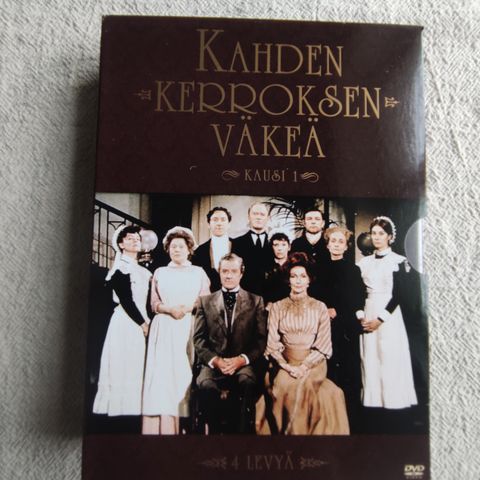 KAHDEN
KERROKSEN
VÄKEÄ
KAUSI 1
4 LEVYÄ
DVD